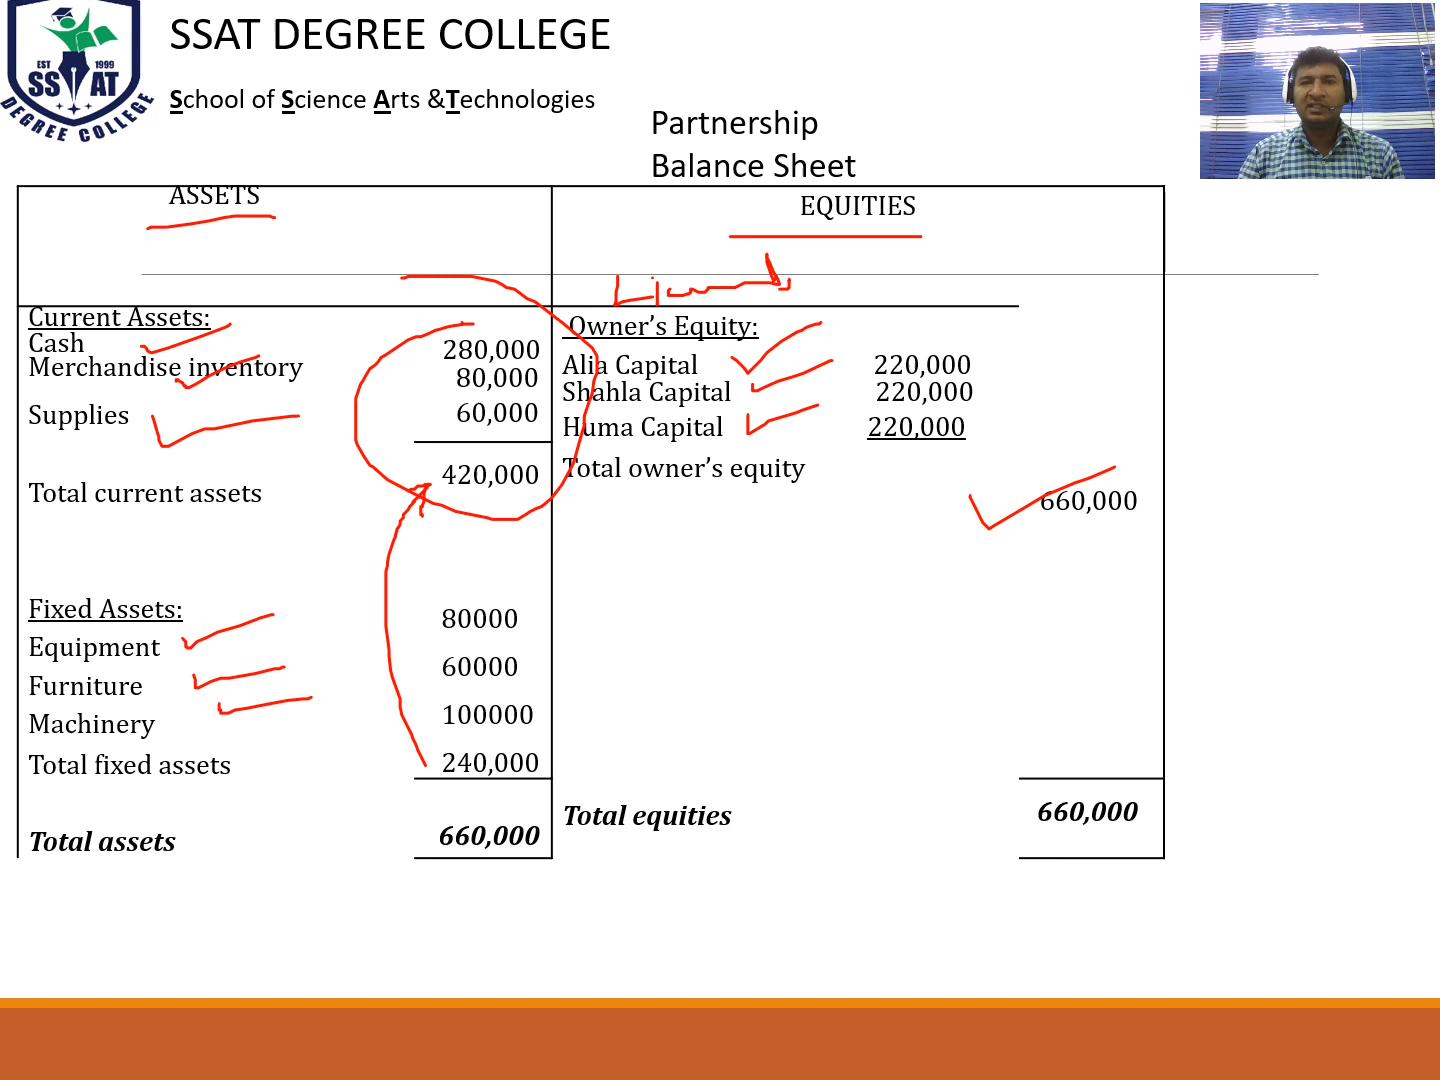 EST 1999
SS AT
DEGREE COLLEGE
SSAT DEGREE COLLEGE
School of Science Arts &Technologies
Partnership
Balance Sheet
ASSETS
EQUITIES
Current Assets:
Cash 280,000
Merchandise inventory 80,000
Supplies 60,000
Total current assets 420,000
Fixed Assets:
Equipment 80000
Furniture 60000
Machinery 100000
Total fixed assets 240,000
Total assets 660,000
Owner's Equity:
Alia Capital 220,000
Shahla Capital 220,000
Huma Capital 220,000
Total owner's equity
660,000
Total equities 660,000